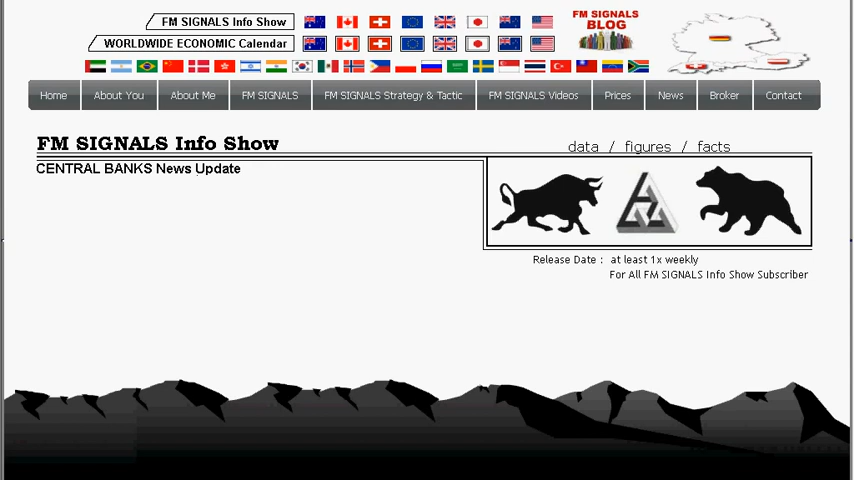 FM SIGNALS Info Show
FM SIGNALS
BLOG
WORLDWIDE ECONOMIC Calendar
Home
About You
About Me
FM SIGNALS
FM SIGNALS Strategy & Tactic
FM SIGNALS Videos
Prices
News
Broker
Contact
FM SIGNALS Info Show
data / figures / facts
CENTRAL BANKS News Update
Release Date : at least 1x weekly
For All FM SIGNALS Info Show Subscriber